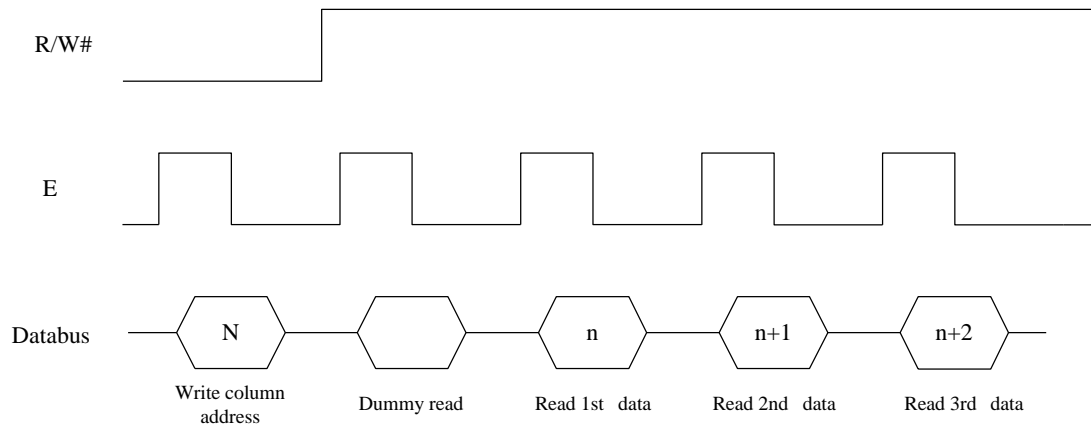 R/W#
E
Databus
N
n
n+1
n+2
Write column
address
Dummy read
Read 1st data
Read 2nd data
Read 3rd data